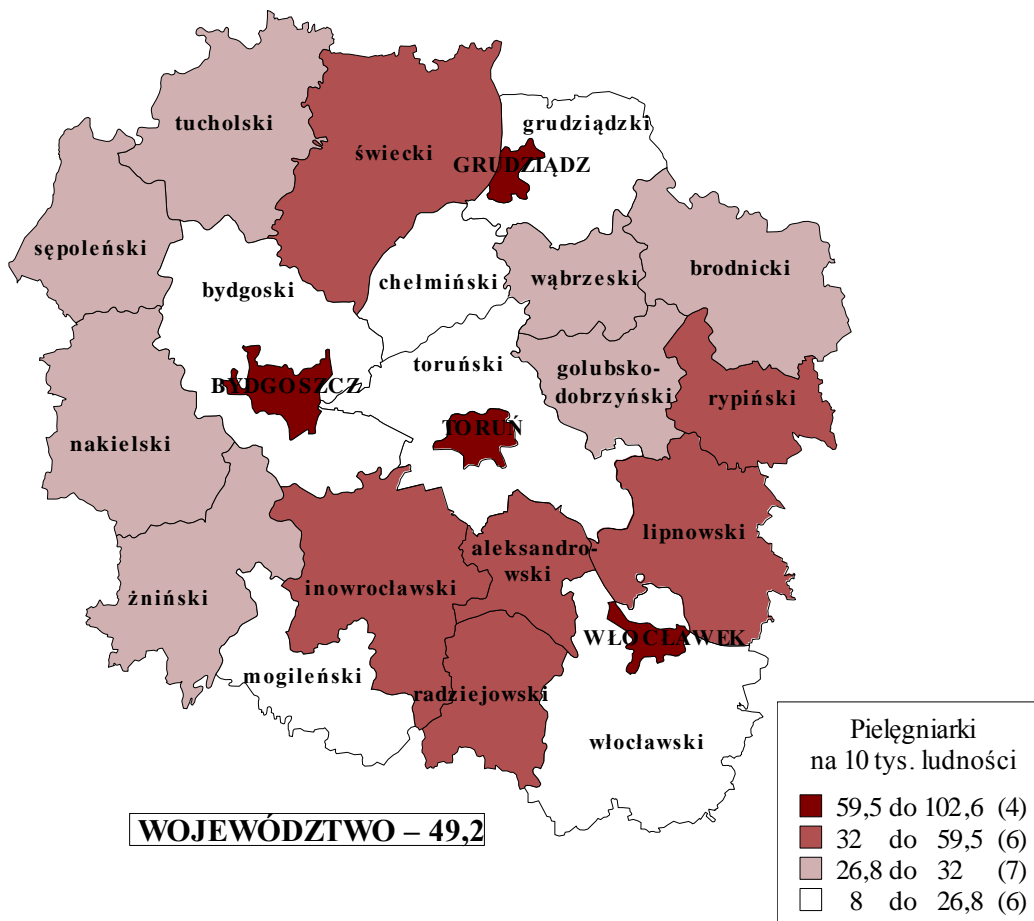 tucholski
grudziądzki
świecki
GRUDZIĄDZ
sępoleński
bydgoski
chełmiński
wąbrzeski
brodnicki
toruński
golubsko-
dobrzyński
BYDGOSZCZ
rypiński
nakielski
TORUŃ
lipnowski
aleksandro-
wski
inowrocławski
żniński
WŁOCŁAWEK
mogileński
radziejowski
włocławski
WOJEWÓDZTWO – 49,2
Pielęgniarki
na 10 tys. ludności
59,5 do 102,6 (4)
32 do 59,5 (6)
26,8 do 32 (7)
8 do 26,8 (6)